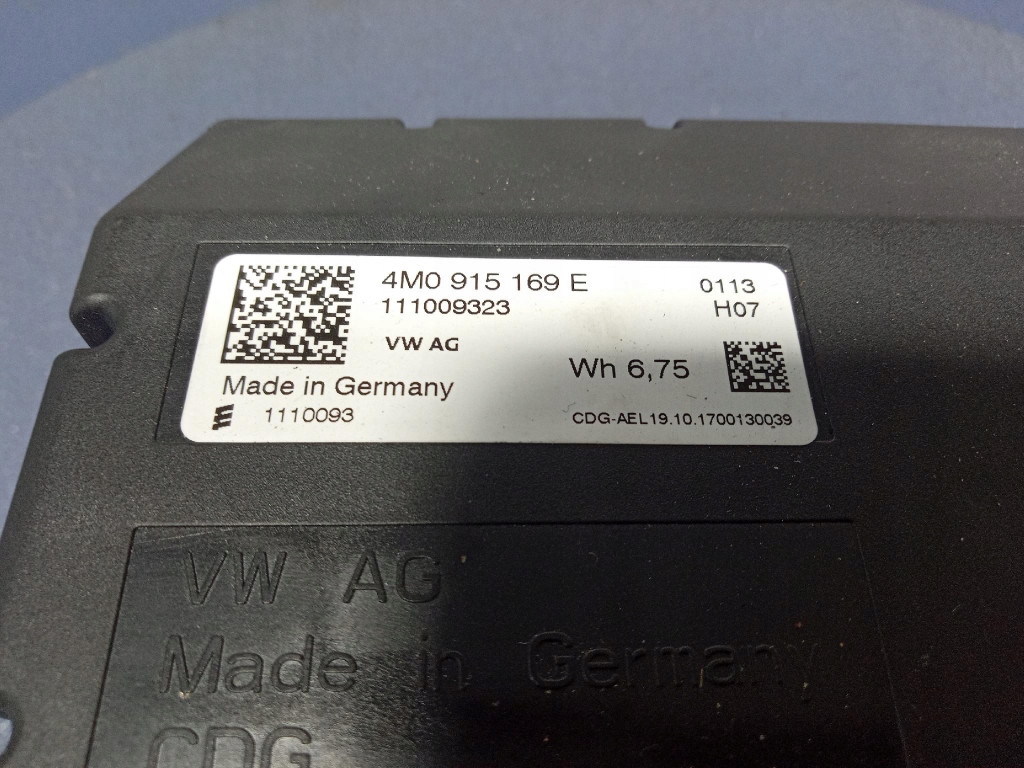 4M0 915 169 E
0113
111009323
H07
VW AG
Wh 6,75
Made in Germany
1110093
CDG-AEL19.10.1700130039
VW AG
Made in Germany
CDG